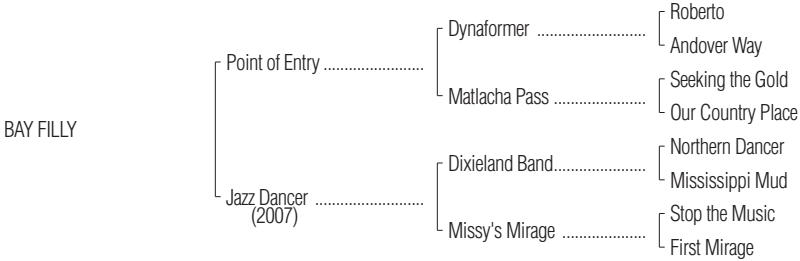 Roberto
Dynaformer ..........................
Andover Way
Point of Entry ........................
Seeking the Gold
Matlacha Pass ......................
Our Country Place
BAY FILLY
Northern Dancer
Dixieland Band......................
Mississippi Mud
Jazz Dancer ..........................
(2007)
Stop the Music
Missy's Mirage ....................
First Mirage